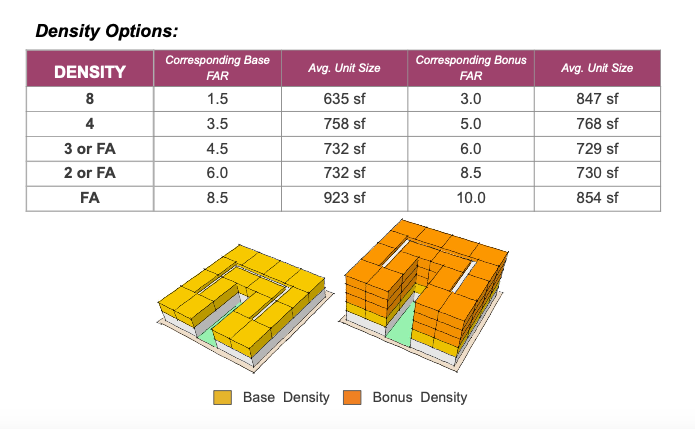 Density Options:
DENSITY Corresponding Base FAR Avg. Unit Size Corresponding Bonus FAR Avg. Unit Size
8 1.5 635 sf 3.0 847 sf
4 3.5 758 sf 5.0 768 sf
3 or FA 4.5 732 sf 6.0 729 sf
2 or FA 6.0 732 sf 8.5 730 sf
FA 8.5 923 sf 10.0 854 sf
Base Density Bonus Density